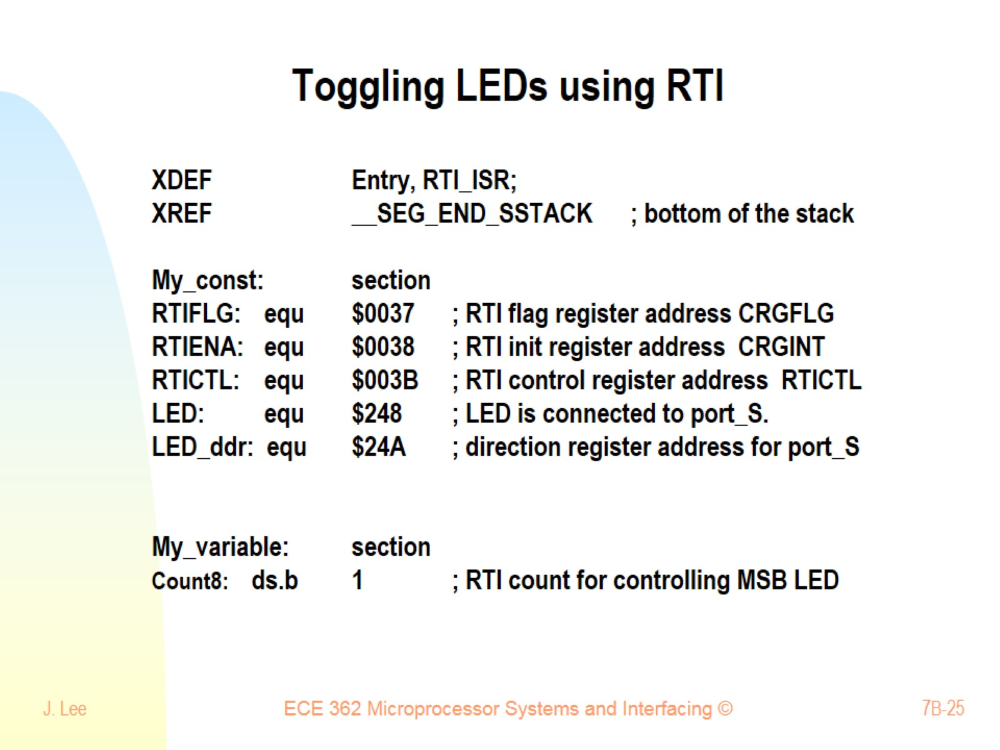 Toggling LEDs using RTI
XDEF Entry, RTI_ISR;
XREF __SEG_END_SSTACK ; bottom of the stack
My_const: section
RTIFLG: equ $0037 ; RTI flag register address CRGFLG
RTIENA: equ $0038 ; RTI init register address CRGINT
RTICTL: equ $003B ; RTI control register address RTICTL
LED: equ $248 ; LED is connected to port_S.
LED_ddr: equ $24A ; direction register address for port_S
My_variable: section
Count8: ds.b 1 ; RTI count for controlling MSB LED
J. Lee ECE 362 Microprocessor Systems and Interfacing © 7B-25